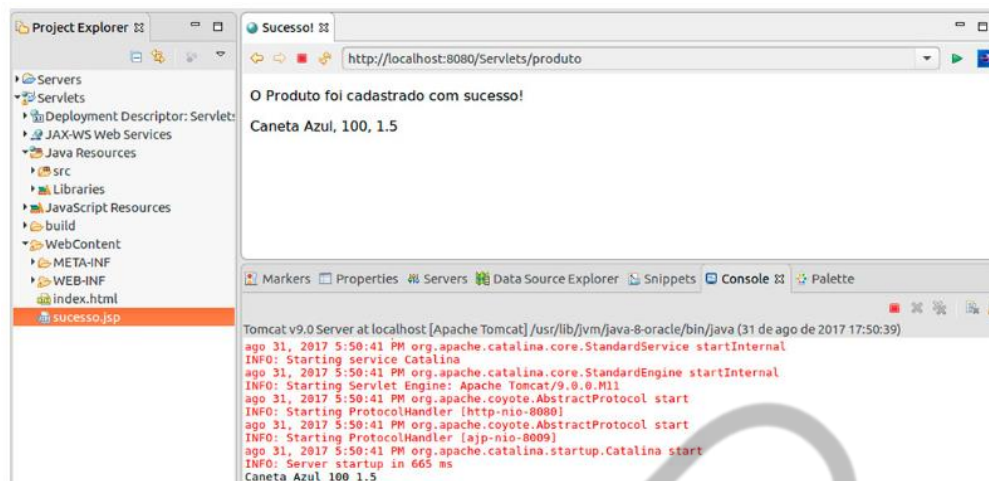 Project Explorer
Servers
Servlets
Deployment Descriptor: Servlets
JAX-WS Web Services
Java Resources
src
Libraries
JavaScript Resources
build
WebContent
META-INF
WEB-INF
index.html
sucesso.jsp
Sucesso!
http://localhost:8080/Servlets/produto
O Produto foi cadastrado com sucesso!
Caneta Azul, 100, 1.5
Markers Properties Servers Data Source Explorer Snippets Console Palette
Tomcat v9.0 Server at localhost [Apache Tomcat] /usr/lib/jvm/java-8-oracle/bin/java (31 de ago de 2017 17:50:39)
ago 31, 2017 5:50:41 PM org.apache.catalina.core.StandardService startInternal
INFO: Starting service Catalina
ago 31, 2017 5:50:41 PM org.apache.catalina.core.StandardEngine startInternal
INFO: Starting Servlet Engine: Apache Tomcat/9.0.0.M11
ago 31, 2017 5:50:41 PM org.apache.coyote.AbstractProtocol start
INFO: Starting ProtocolHandler [http-nio-8080]
ago 31, 2017 5:50:41 PM org.apache.coyote.AbstractProtocol start
INFO: Starting ProtocolHandler [ajp-nio-8009]
ago 31, 2017 5:50:41 PM org.apache.catalina.startup.Catalina start
INFO: Server startup in 665 ms
Caneta Azul 100 1.5